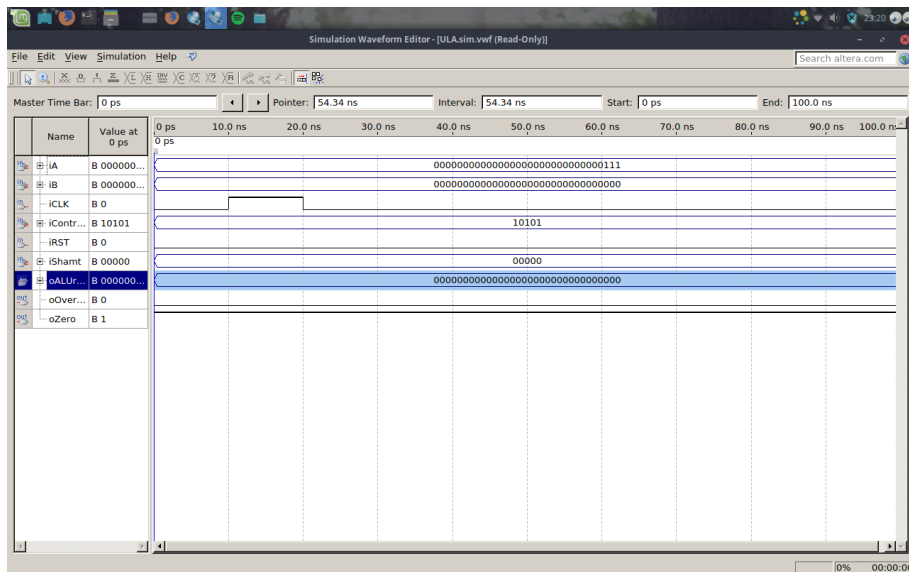 23:20
Simulation Waveform Editor - [ULA.sim.vwf (Read-Only)]
File Edit View Simulation Help
Search altera.com
Master Time Bar: 0 ps Pointer: 54.34 ns Interval: 54.34 ns Start: 0 ps End: 100.0 ns
Name Value at 0 ps
0 ps 10.0 ns 20.0 ns 30.0 ns 40.0 ns 50.0 ns 60.0 ns 70.0 ns 80.0 ns 90.0 ns 100.0 n
0 ps
iA B 000000... 00000000000000000000000000000111
iB B 000000... 00000000000000000000000000000000
iCLK B 0
iContr... B 10101 10101
iRST B 0
iShamt B 00000 00000
oALUr... B 000000... 00000000000000000000000000000000
oOver... B 0
oZero B 1
0% 00:00:0